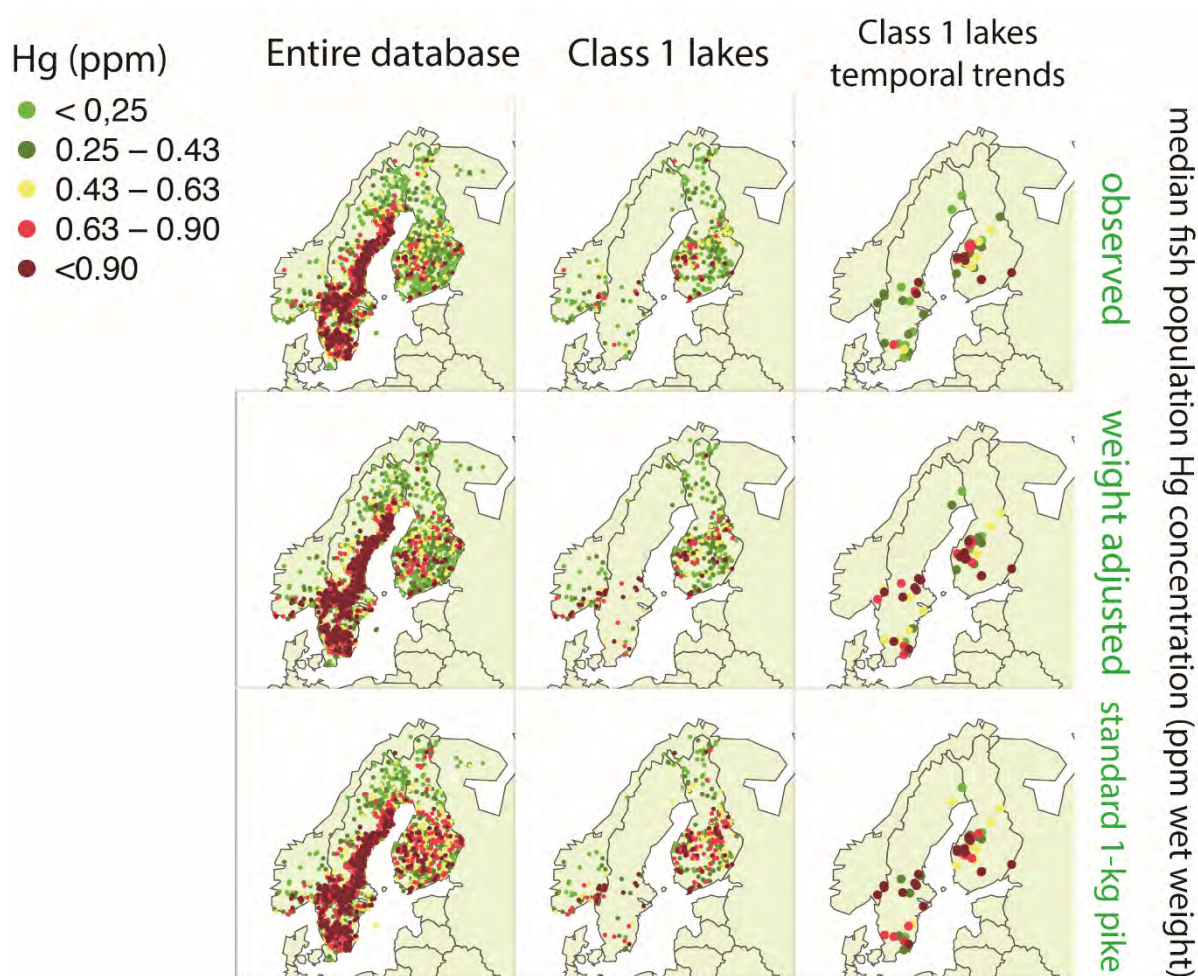 Hg (ppm)
< 0,25
0.25 – 0.43
0.43 – 0.63
0.63 – 0.90
<0.90
Entire database
Class 1 lakes
Class 1 lakes
temporal trends
observed
weight adjusted
standard 1-kg pike
median fish population Hg concentration (ppm wet weight)